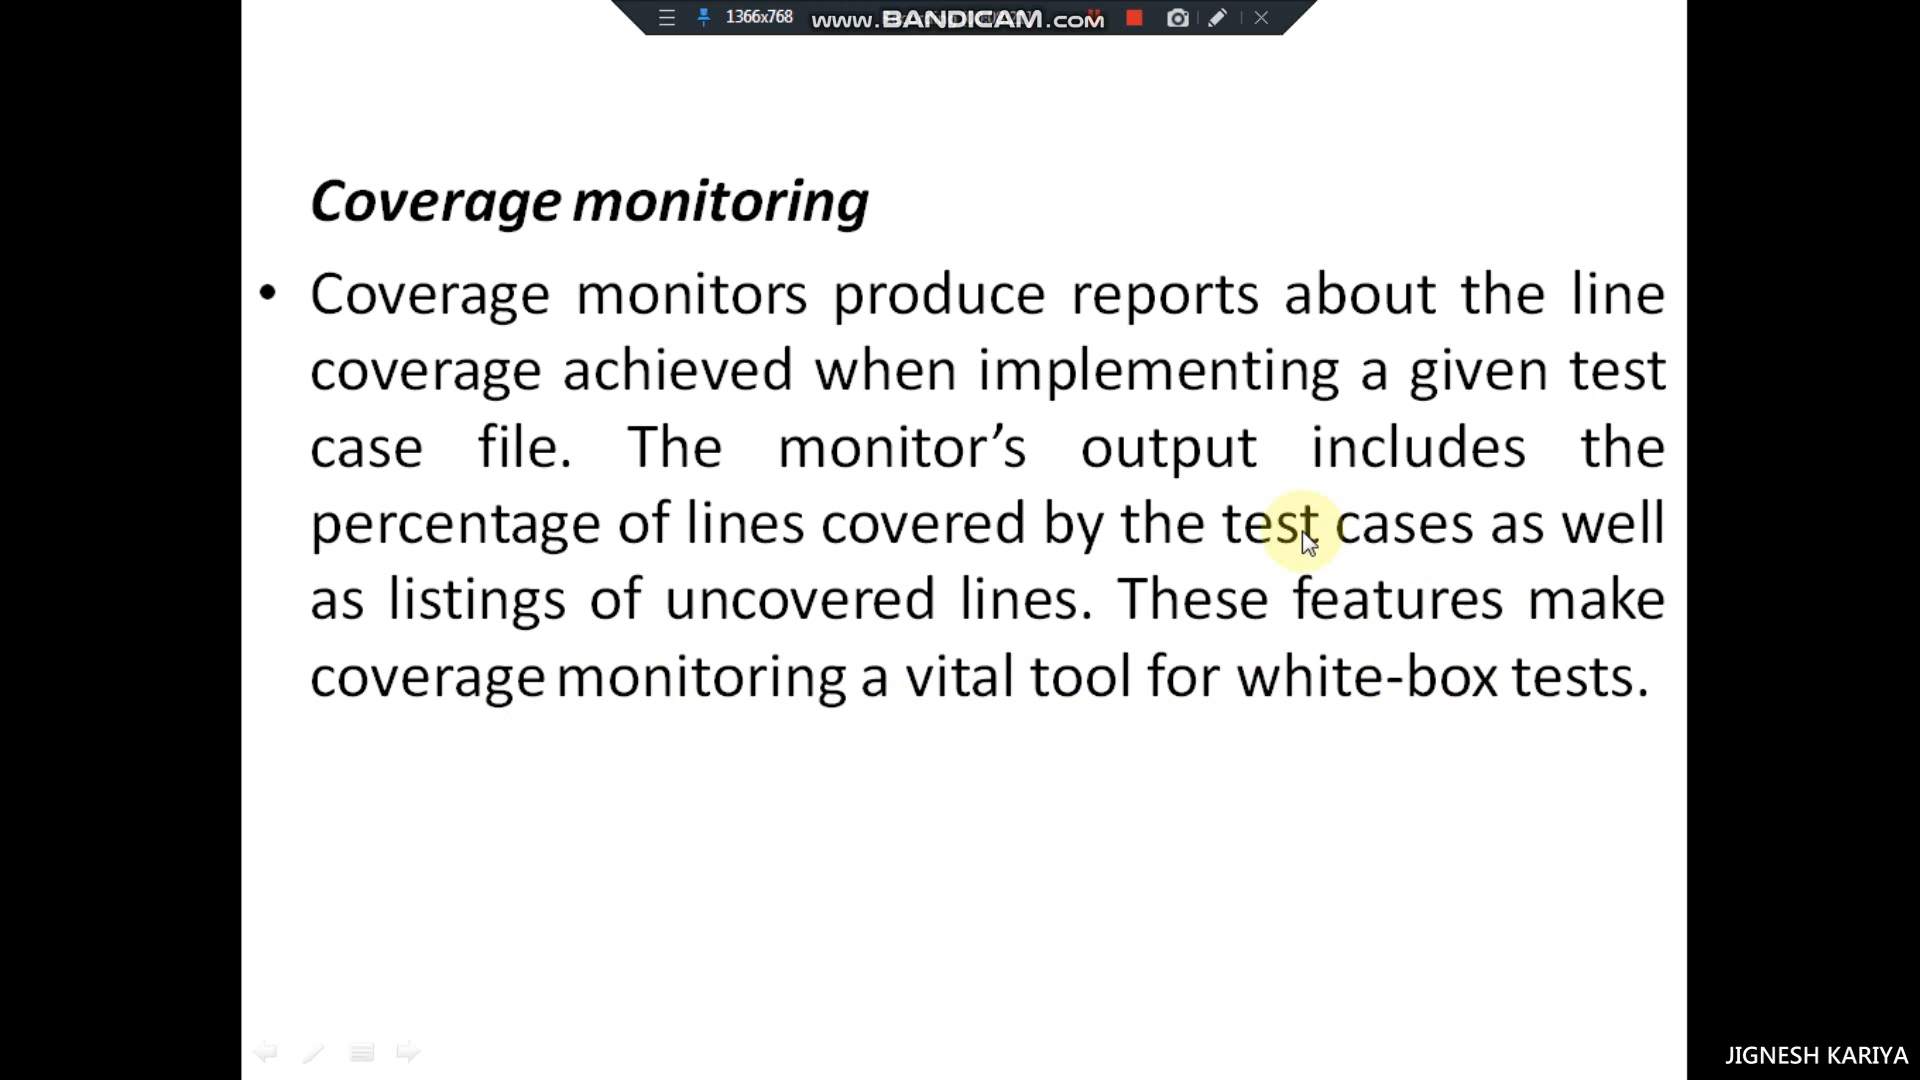 1366x768 www.BANDICAM.com
Coverage monitoring
• Coverage monitors produce reports about the line
coverage achieved when implementing a given test
case file. The monitor’s output includes the
percentage of lines covered by the test cases as well
as listings of uncovered lines. These features make
coverage monitoring a vital tool for white-box tests.
JIGNESH KARIYA